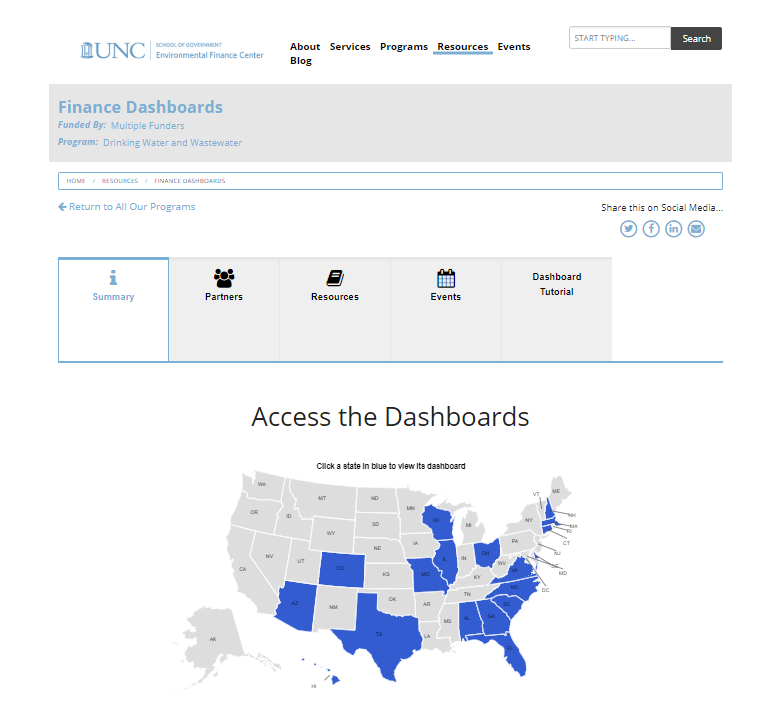 UNC
SCHOOL OF GOVERNMENT
Environmental Finance Center
About Services Programs Resources Events
Blog
START TYPING...
Search
Finance Dashboards
Funded By: Multiple Funders
Program: Drinking Water and Wastewater
HOME / RESOURCES / FINANCE DASHBOARDS
Return to All Our Programs
Share this on Social Media...
Summary
Partners
Resources
Events
Dashboard
Tutorial
Access the Dashboards
Click a state in blue to view its dashboard
WA
OR
ID
MT
ND
MN
WI
MI
VT
ME
NH
MA
RI
CT
NY
NJ
PA
DE
MD
DC
CA
NV
UT
WY
SD
NE
IA
IL
IN
OH
WV
VA
CO
KS
MO
KY
NC
TN
SC
AZ
NM
OK
AR
TX
LA
MS
AL
GA
FL
AK
HI